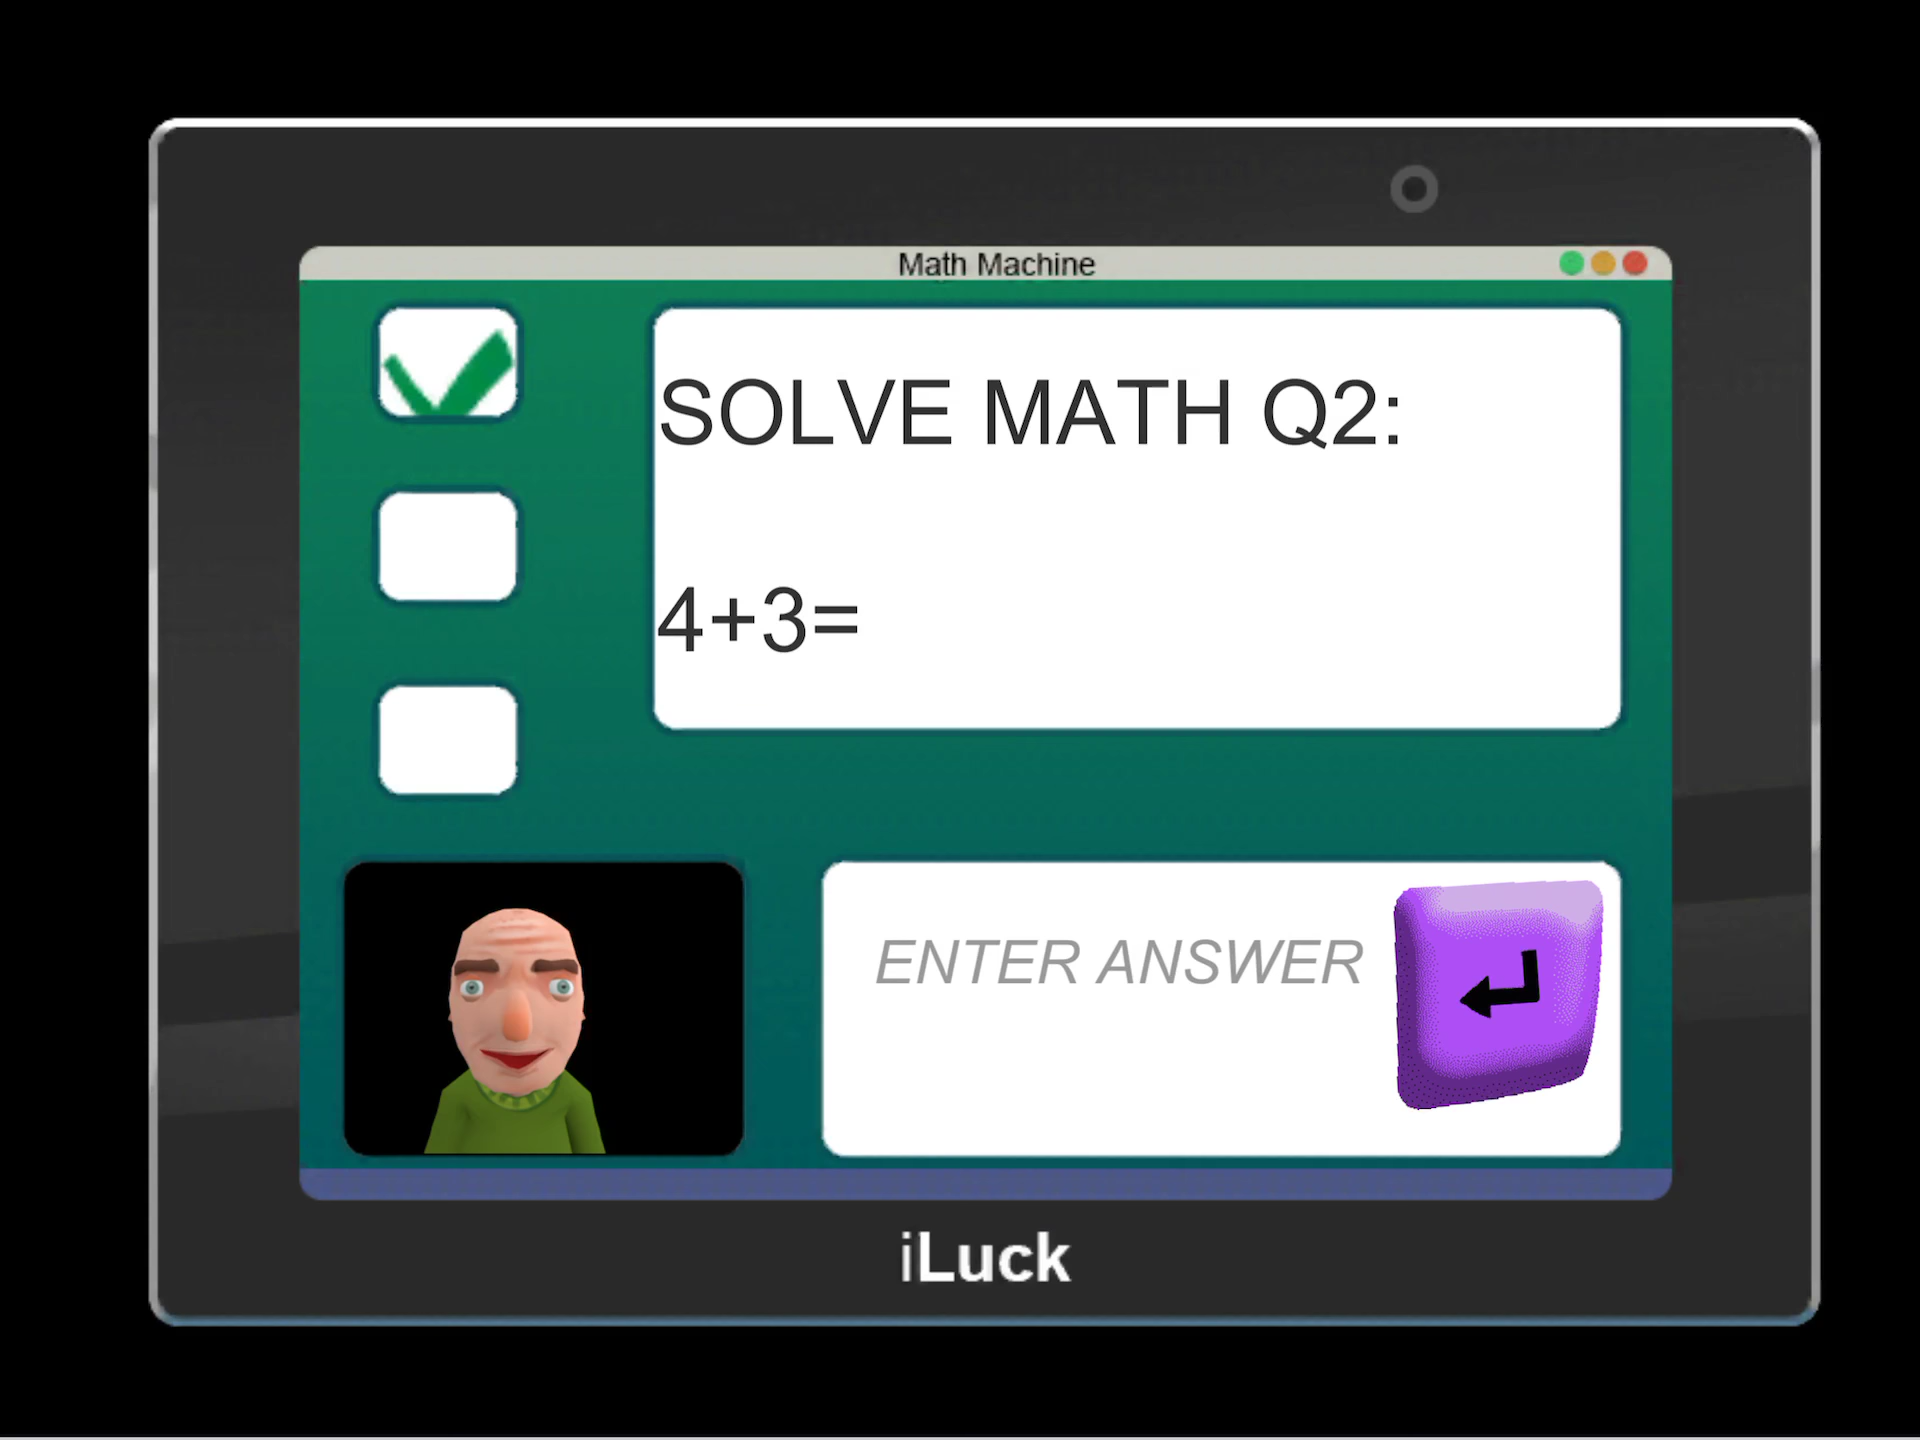 Math Machine
SOLVE MATH Q2:
4+3=
ENTER ANSWER
iLuck